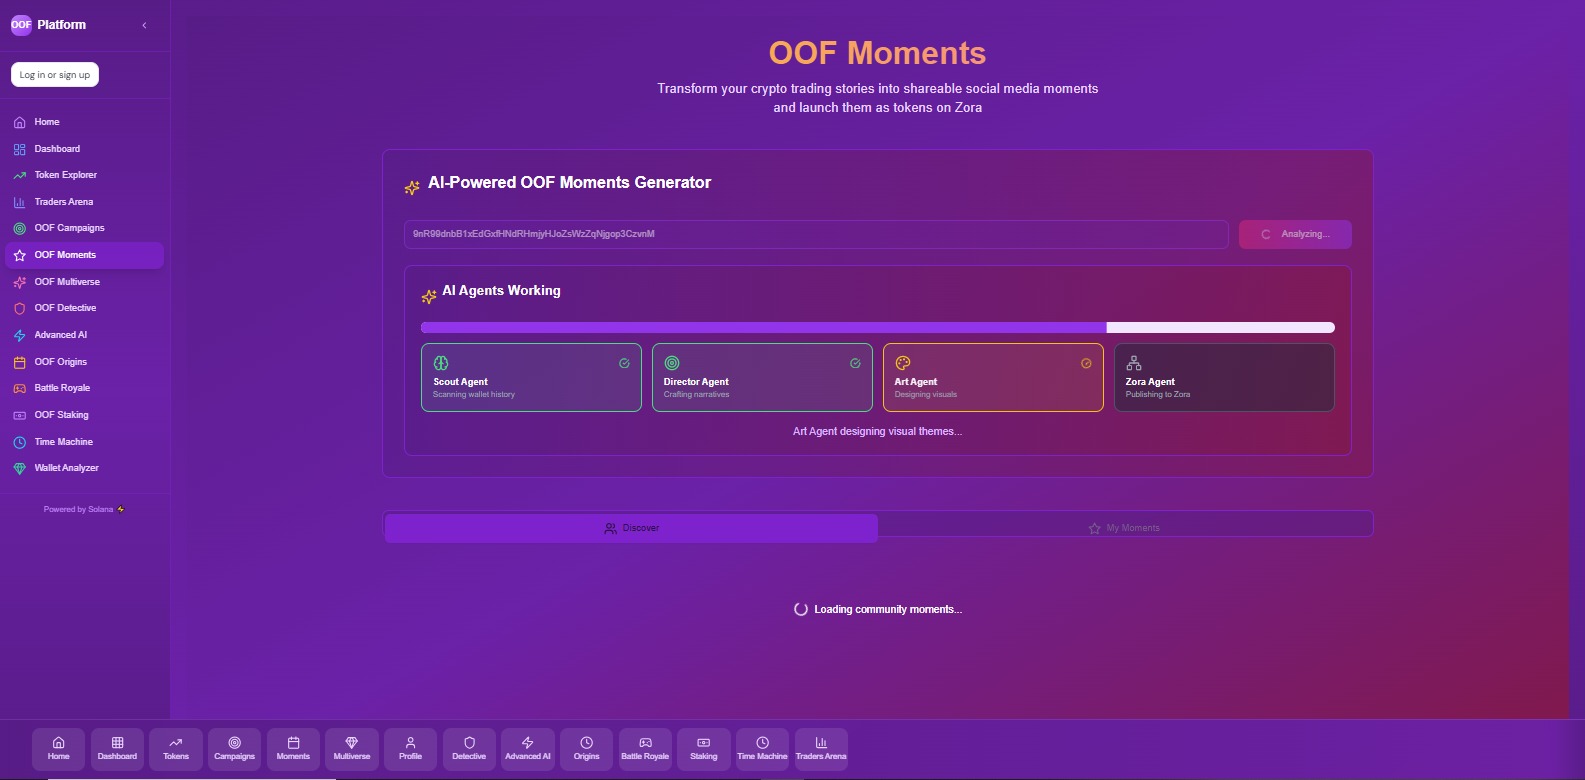 OOF Platform
Log in or sign up
Home
Dashboard
Token Explorer
Traders Arena
OOF Campaigns
OOF Moments
OOF Multiverse
OOF Detective
Advanced AI
OOF Origins
Battle Royale
OOF Staking
Time Machine
Wallet Analyzer
Powered by Solana
OOF Moments
Transform your crypto trading stories into shareable social media moments
and launch them as tokens on Zora
AI-Powered OOF Moments Generator
9nR99dnbB1xEdGxfHNdRHmjyHJoZsWzZqNjgop3CzvnM
Analyzing...
AI Agents Working
Scout Agent
Scanning wallet history
Director Agent
Crafting narratives
Art Agent
Designing visuals
Zora Agent
Publishing to Zora
Art Agent designing visual themes...
Discover
My Moments
Loading community moments...
Home
Dashboard
Tokens
Campaigns
Moments
Multiverse
Profile
Detective
Advanced AI
Origins
Battle Royale
Staking
Time Machine
Traders Arena